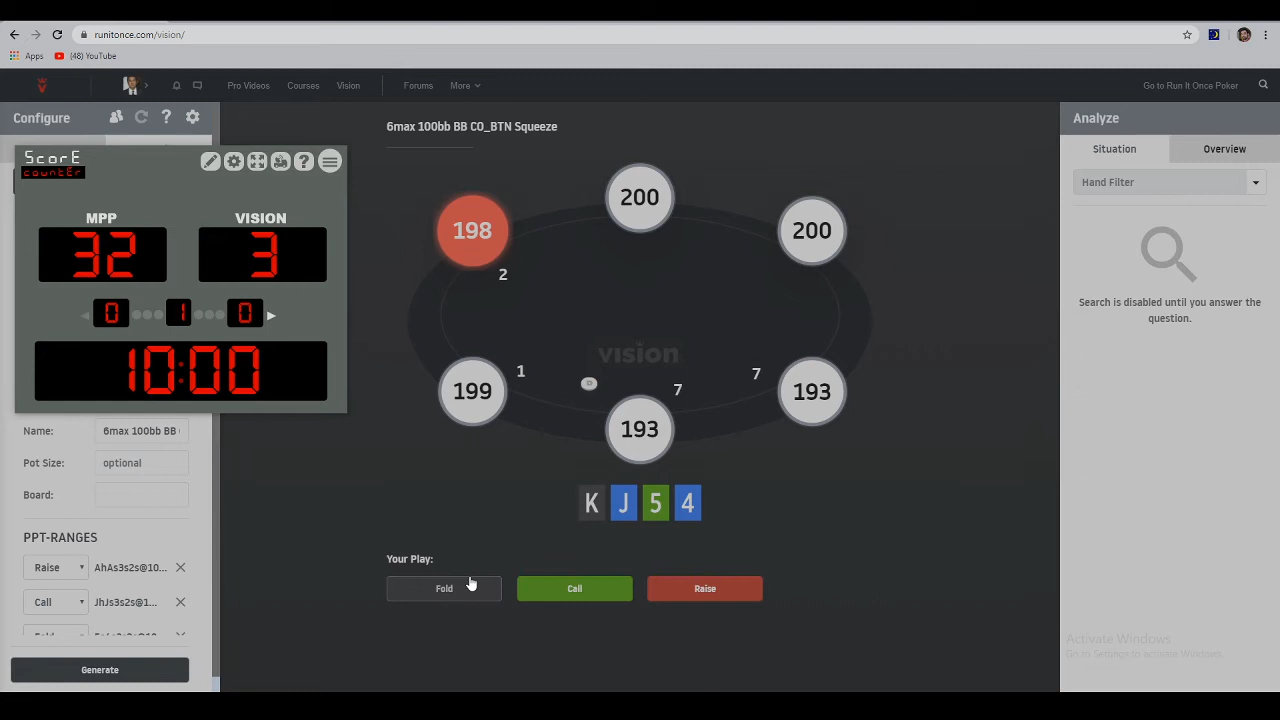 runitonce.com/vision/
Apps (48) YouTube
Pro Videos Courses Vision Forums More Go to Run It Once Poker
Configure
6max 100bb BB CO_BTN Squeeze
Analyze
Situation Overview
Hand Filter
Search is disabled until you answer the question.
ScorE
countEr
MPP VISION
32 3
0 1 0
10:00
200
198 200
2
vision
199 1 7 7 193
193
K J 5 4
Your Play:
Fold Call Raise
Name: 6max 100bb BB
Pot Size: optional
Board:
PPT-RANGES
Raise AhAs3s2s@10...
Call JhJs3s2s@1...
Generate
Activate Windows
Go to Settings to activate Windows.